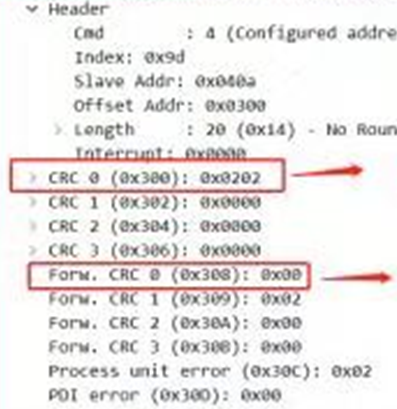 Header
Cmd : 4 (Configured addre
Index: 0x9d
Slave Addr: 0x040a
Offset Addr: 0x0300
Length : 20 (0x14) - No Roun
Interrupt: 0x0000
CRC 0 (0x300): 0x0202
CRC 1 (0x302): 0x0000
CRC 2 (0x304): 0x0000
CRC 3 (0x306): 0x0000
Forw. CRC 0 (0x308): 0x00
Forw. CRC 1 (0x309): 0x02
Forw. CRC 2 (0x30A): 0x00
Forw. CRC 3 (0x30B): 0x00
Process unit error (0x30C): 0x02
PDI error (0x30D): 0x00